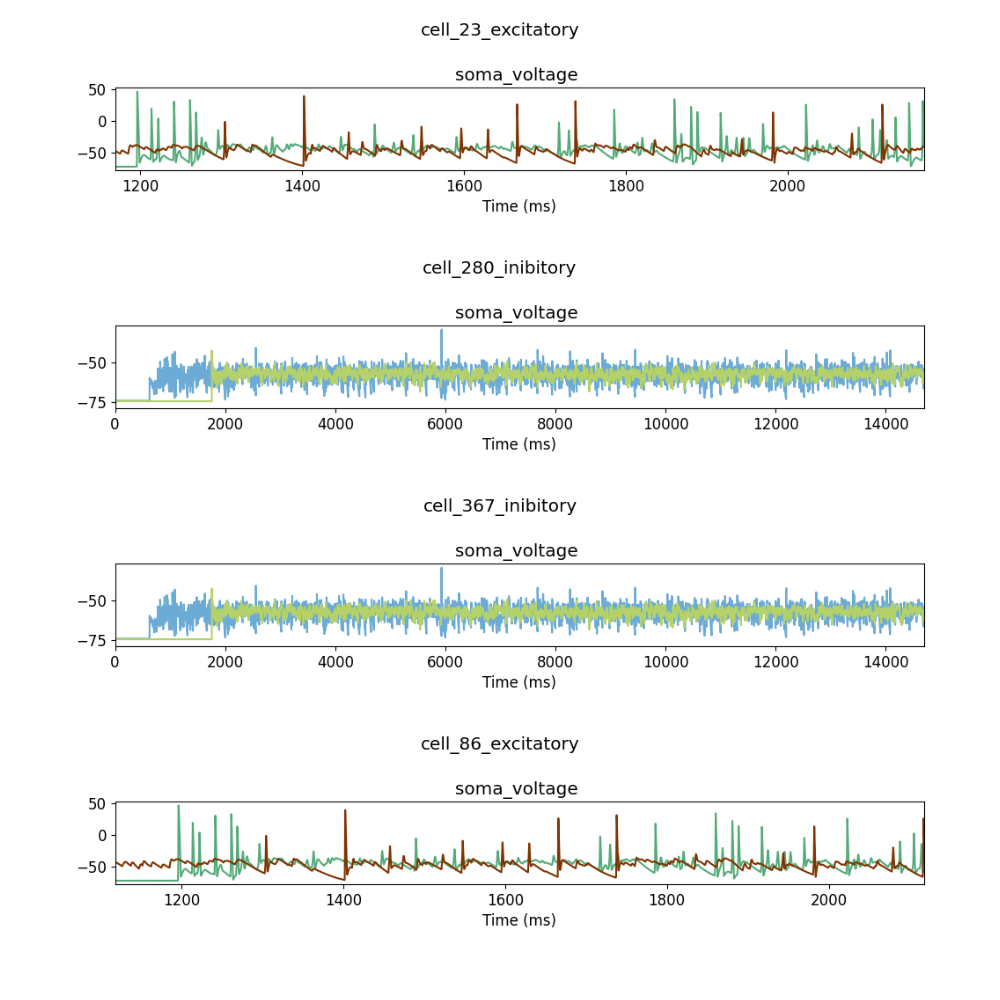 cell_23_excitatory
soma_voltage
50
0
−50
1200 1400 1600 1800 2000
Time (ms)
cell_280_inibitory
soma_voltage
−50
−75
0 2000 4000 6000 8000 10000 12000 14000
Time (ms)
cell_367_inibitory
soma_voltage
−50
−75
0 2000 4000 6000 8000 10000 12000 14000
Time (ms)
cell_86_excitatory
soma_voltage
50
0
−50
1200 1400 1600 1800 2000
Time (ms)